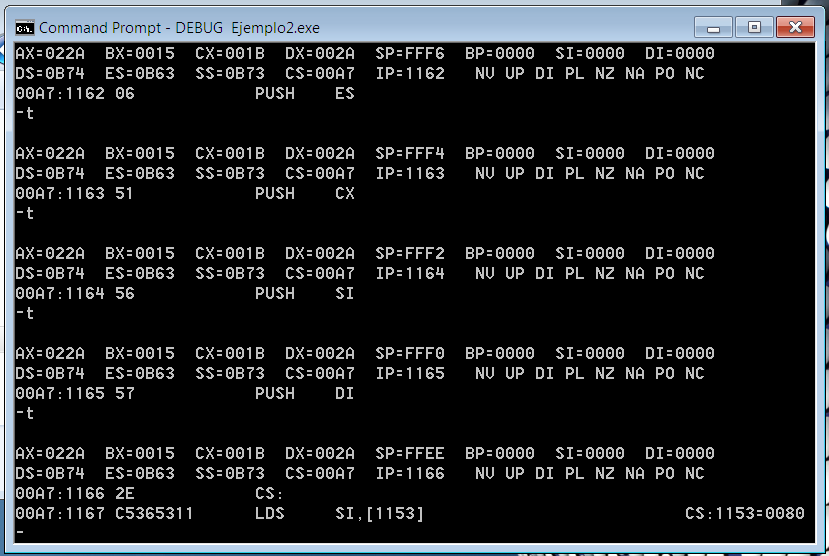 Command Prompt - DEBUG Ejemplo2.exe
AX=022A BX=0015 CX=001B DX=002A SP=FFF6 BP=0000 SI=0000 DI=0000
DS=0B74 ES=0B63 SS=0B73 CS=00A7 IP=1162 NV UP DI PL NZ NA PO NC
00A7:1162 06 PUSH ES
-t
AX=022A BX=0015 CX=001B DX=002A SP=FFF4 BP=0000 SI=0000 DI=0000
DS=0B74 ES=0B63 SS=0B73 CS=00A7 IP=1163 NV UP DI PL NZ NA PO NC
00A7:1163 51 PUSH CX
-t
AX=022A BX=0015 CX=001B DX=002A SP=FFF2 BP=0000 SI=0000 DI=0000
DS=0B74 ES=0B63 SS=0B73 CS=00A7 IP=1164 NV UP DI PL NZ NA PO NC
00A7:1164 56 PUSH SI
-t
AX=022A BX=0015 CX=001B DX=002A SP=FFF0 BP=0000 SI=0000 DI=0000
DS=0B74 ES=0B63 SS=0B73 CS=00A7 IP=1165 NV UP DI PL NZ NA PO NC
00A7:1165 57 PUSH DI
-t
AX=022A BX=0015 CX=001B DX=002A SP=FFEE BP=0000 SI=0000 DI=0000
DS=0B74 ES=0B63 SS=0B73 CS=00A7 IP=1166 NV UP DI PL NZ NA PO NC
00A7:1166 2E CS:
00A7:1167 C5365311 LDS SI,[1153] CS:1153=0080
-